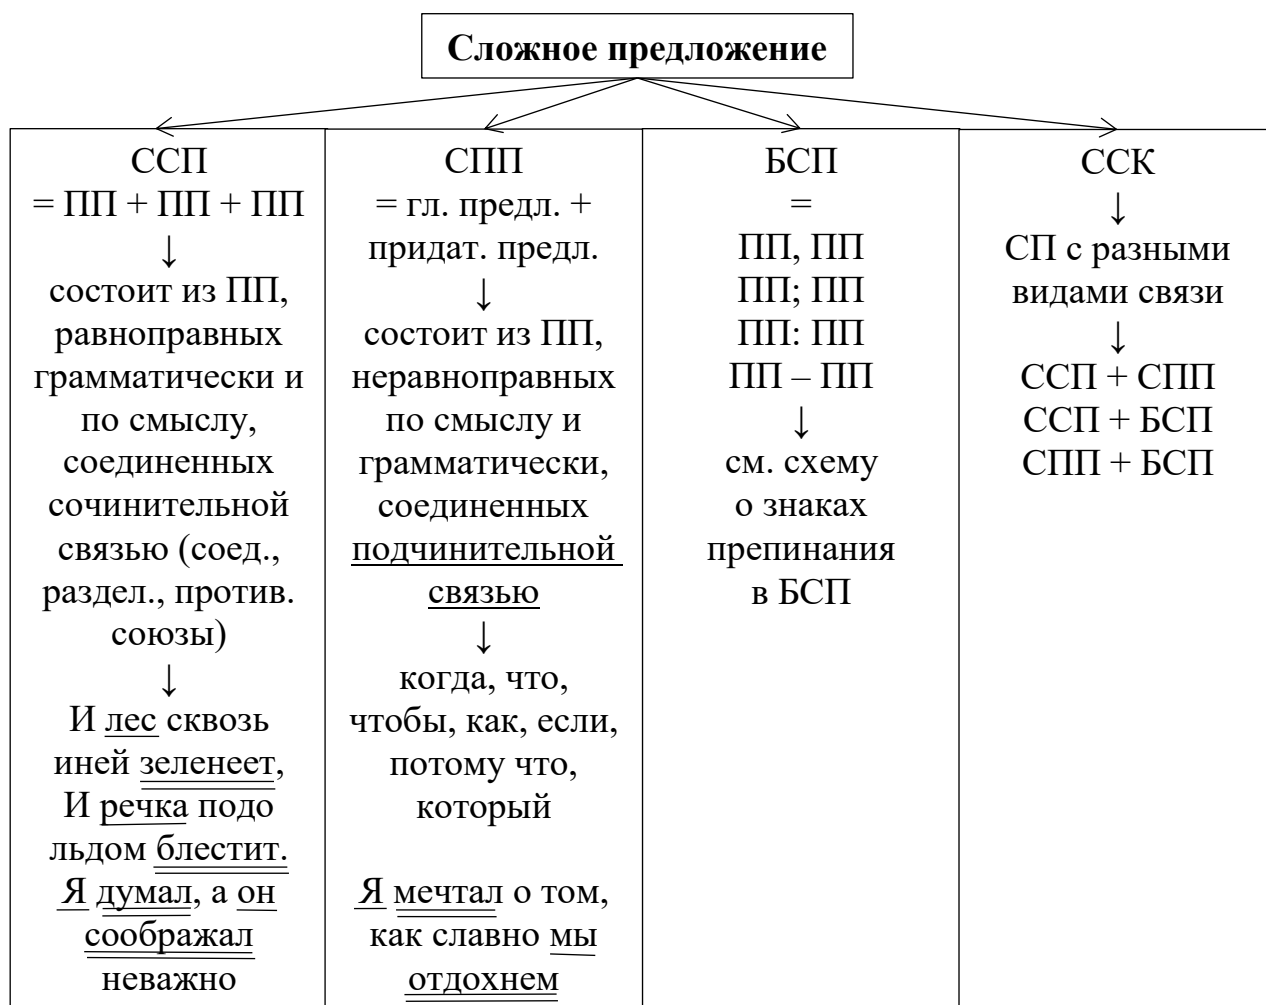 Сложное предложение
ССП
= ПП + ПП + ПП
↓
состоит из ПП,
равноправных
грамматически и
по смыслу,
соединенных
сочинительной
связью (соед.,
раздел., против.
союзы)
↓
И лес сквозь
иней зеленеет,
И речка подо
льдом блестит.
Я думал, а он
соображал
неважно
СПП
= гл. предл. +
придат. предл.
↓
состоит из ПП,
неравноправных
по смыслу и
грамматически,
соединенных
подчинительной
связью
↓
когда, что,
чтобы, как, если,
потому что,
который
Я мечтал о том,
как славно мы
отдохнем
БСП
=
ПП, ПП
ПП; ПП
ПП: ПП
ПП – ПП
↓
см. схему
о знаках
препинания
в БСП
ССК
↓
СП с разными
видами связи
↓
ССП + СПП
ССП + БСП
СПП + БСП